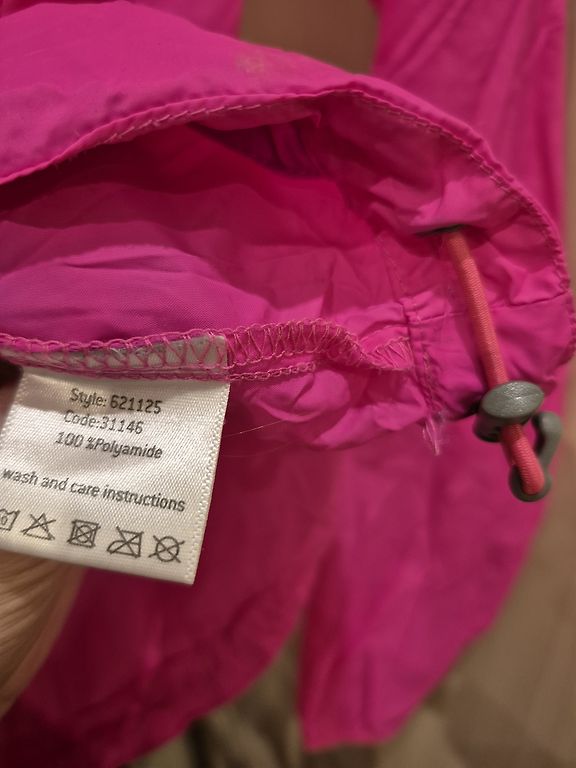 Style: 621125
Code:31146
100 %Polyamide
wash and care instructions